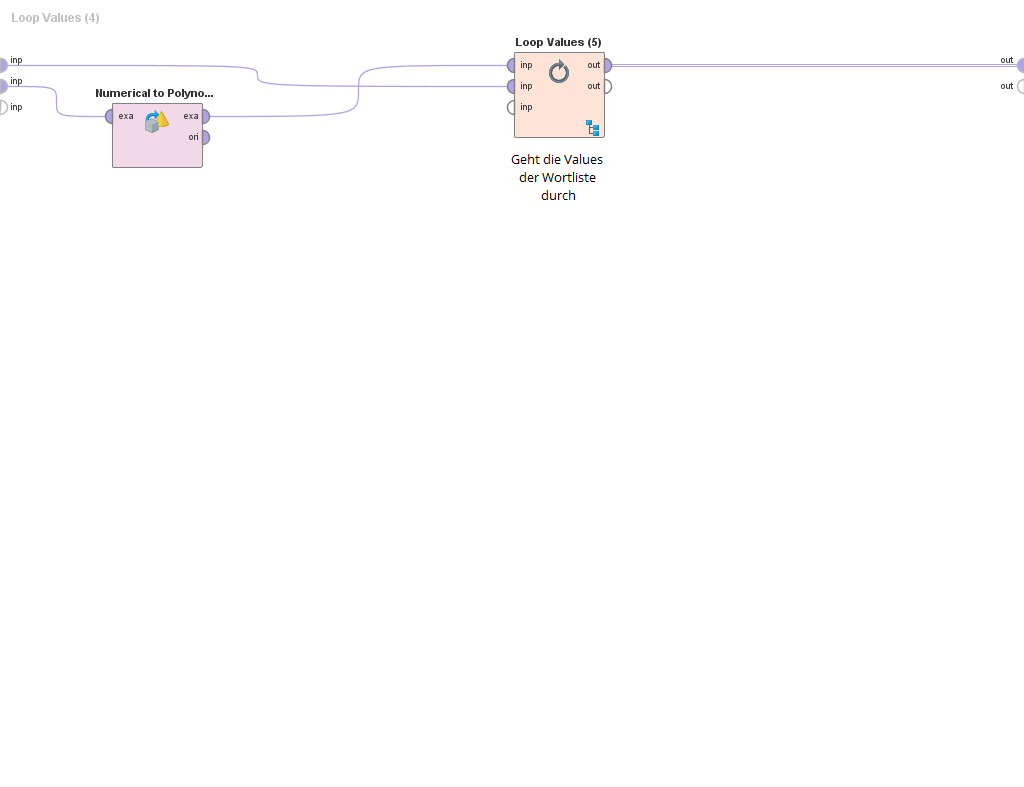 Loop Values (4)
Loop Values (5)
inp
inp
out
out
inp
inp
out
out
Numerical to Polyno...
inp
inp
exa
exa
ori
Geht die Values
der Wortliste
durch